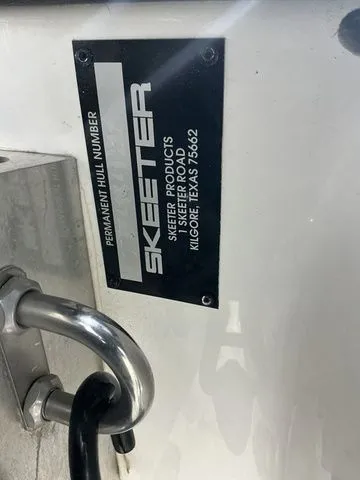 PERMANENT HULL NUMBER
SKEETER
SKEETER PRODUCTS
1 SKEETER ROAD
KILGORE, TEXAS 75662